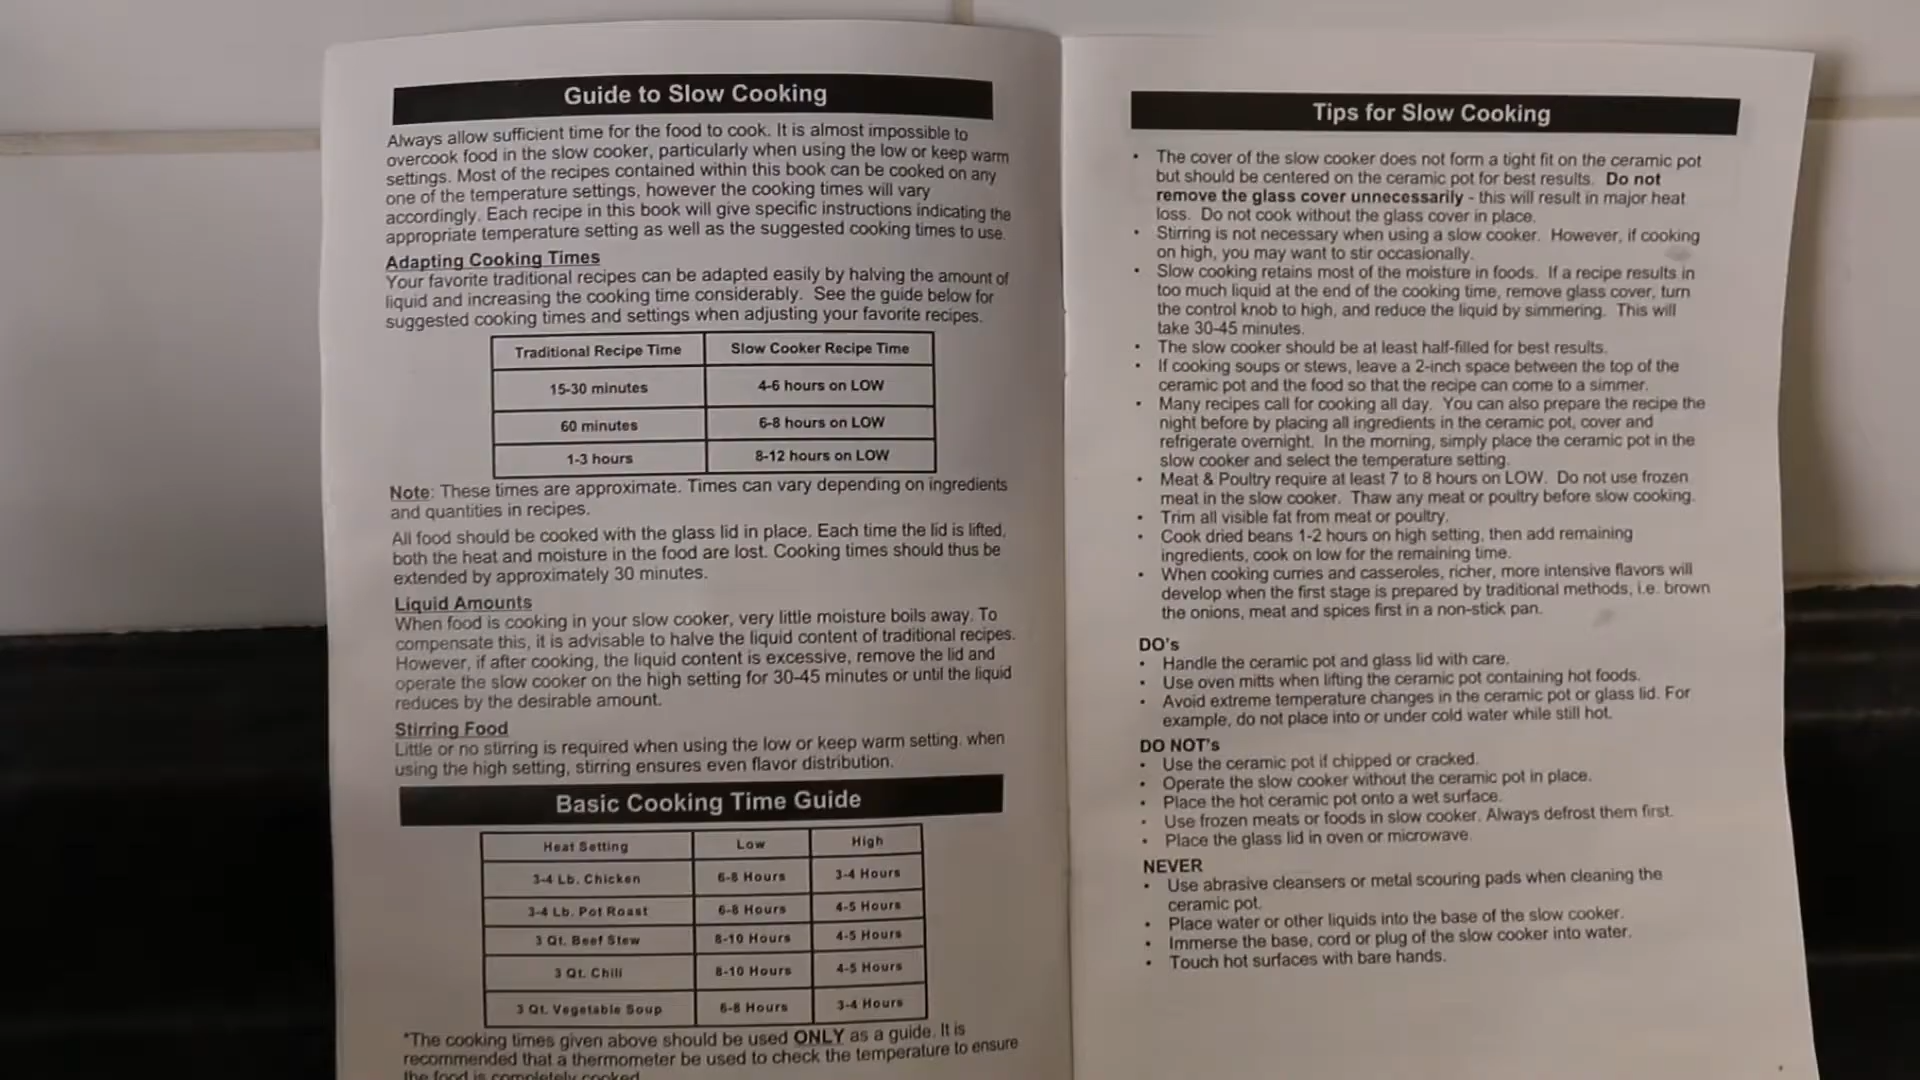 Guide to Slow Cooking
Always allow sufficient time for the food to cook. It is almost impossible to
overcook food in the slow cooker, particularly when using the low or keep warm
settings. Most of the recipes contained within this book can be cooked on any
one of the temperature settings, however the cooking times will vary
accordingly. Each recipe in this book will give specific instructions indicating the
appropriate temperature setting as well as the suggested cooking times to use.
Adapting Cooking Times
Your favorite traditional recipes can be adapted easily by halving the amount of
liquid and increasing the cooking time considerably. See the guide below for
suggested cooking times and settings when adjusting your favorite recipes.
Traditional Recipe Time Slow Cooker Recipe Time
15-30 minutes 4-6 hours on LOW
60 minutes 6-8 hours on LOW
1-3 hours 8-12 hours on LOW
Note: These times are approximate. Times can vary depending on ingredients
and quantities in recipes.
All food should be cooked with the glass lid in place. Each time the lid is lifted,
both the heat and moisture in the food are lost. Cooking times should thus be
extended by approximately 30 minutes.
Liquid Amounts
When food is cooking in your slow cooker, very little moisture boils away. To
compensate this, it is advisable to halve the liquid content of traditional recipes.
However, if after cooking, the liquid content is excessive, remove the lid and
operate the slow cooker on the high setting for 30-45 minutes or until the liquid
reduces by the desirable amount.
Stirring Food
Little or no stirring is required when using the low or keep warm setting. when
using the high setting, stirring ensures even flavor distribution.
Basic Cooking Time Guide
Heat Setting Low High
3-4 Lb. Chicken 6-8 Hours 3-4 Hours
3-4 Lb. Pot Roast 6-8 Hours 4-5 Hours
3 Qt. Beef Stew 8-10 Hours 4-5 Hours
3 Qt. Chili 8-10 Hours 4-5 Hours
3 Qt. Vegetable Soup 6-8 Hours 3-4 Hours
*The cooking times given above should be used ONLY as a guide. It is
recommended that a thermometer be used to check the temperature to ensure
the food is completely cooked
Tips for Slow Cooking
• The cover of the slow cooker does not form a tight fit on the ceramic pot
but should be centered on the ceramic pot for best results. Do not
remove the glass cover unnecessarily - this will result in major heat
loss. Do not cook without the glass cover in place.
• Stirring is not necessary when using a slow cooker. However, if cooking
on high, you may want to stir occasionally.
• Slow cooking retains most of the moisture in foods. If a recipe results in
too much liquid at the end of the cooking time, remove glass cover, turn
the control knob to high, and reduce the liquid by simmering. This will
take 30-45 minutes.
• The slow cooker should be at least half-filled for best results.
• If cooking soups or stews, leave a 2-inch space between the top of the
ceramic pot and the food so that the recipe can come to a simmer.
• Many recipes call for cooking all day. You can also prepare the recipe the
night before by placing all ingredients in the ceramic pot, cover and
refrigerate overnight. In the morning, simply place the ceramic pot in the
slow cooker and select the temperature setting.
• Meat & Poultry require at least 7 to 8 hours on LOW. Do not use frozen
meat in the slow cooker. Thaw any meat or poultry before slow cooking.
• Trim all visible fat from meat or poultry.
• Cook dried beans 1-2 hours on high setting, then add remaining
ingredients, cook on low for the remaining time.
• When cooking curries and casseroles, richer, more intensive flavors will
develop when the first stage is prepared by traditional methods, i.e. brown
the onions, meat and spices first in a non-stick pan.
DO's
• Handle the ceramic pot and glass lid with care.
• Use oven mitts when lifting the ceramic pot containing hot foods.
• Avoid extreme temperature changes in the ceramic pot or glass lid. For
example, do not place into or under cold water while still hot.
DO NOT's
• Use the ceramic pot if chipped or cracked.
• Operate the slow cooker without the ceramic pot in place.
• Place the hot ceramic pot onto a wet surface.
• Use frozen meats or foods in slow cooker. Always defrost them first.
• Place the glass lid in oven or microwave.
NEVER
• Use abrasive cleansers or metal scouring pads when cleaning the
ceramic pot.
• Place water or other liquids into the base of the slow cooker.
• Immerse the base, cord or plug of the slow cooker into water.
• Touch hot surfaces with bare hands.